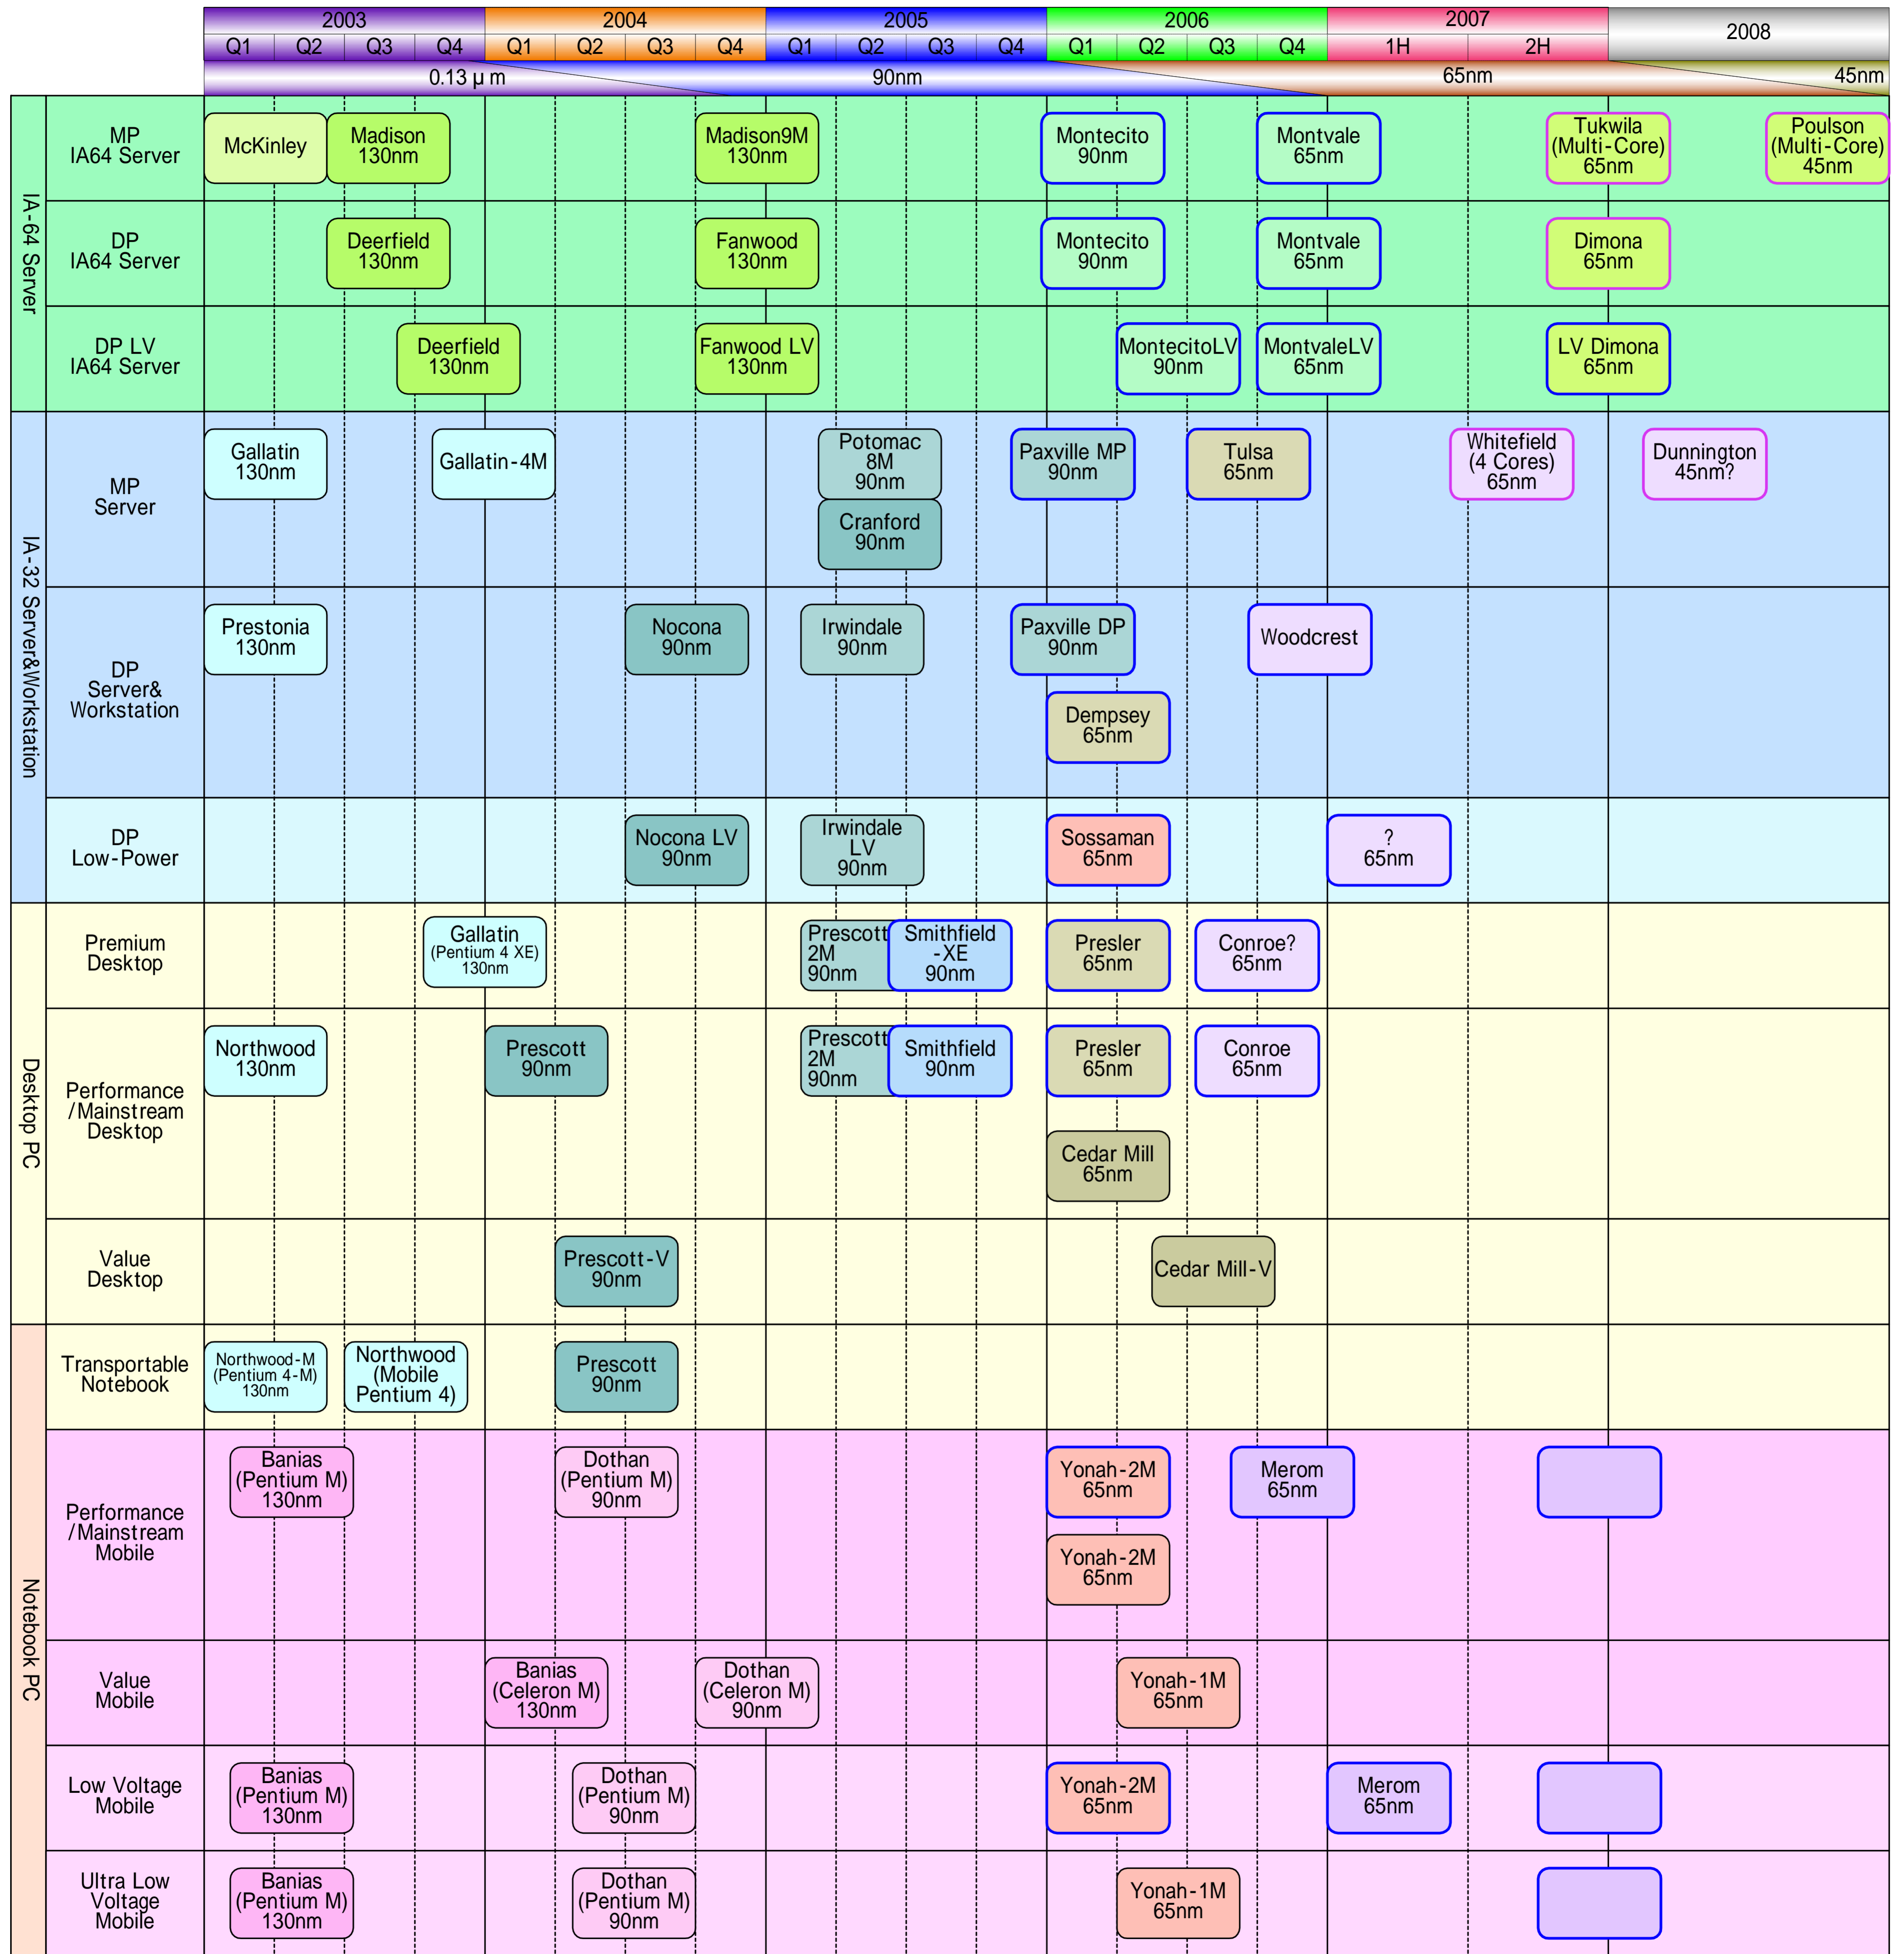 2003
2004
2005
2006
2007
2008
Q1
Q2
Q3
Q4
Q1
Q2
Q3
Q4
Q1
Q2
Q3
Q4
Q1
Q2
Q3
Q4
1H
2H
0.13 μ m
90nm
65nm
45nm
IA-64 Server
MP
IA64 Server
McKinley
Madison
130nm
Madison9M
130nm
Montecito
90nm
Montvale
65nm
Tukwila
(Multi-Core)
65nm
Poulson
(Multi-Core)
45nm
DP
IA64 Server
Deerfield
130nm
Fanwood
130nm
Montecito
90nm
Montvale
65nm
Dimona
65nm
DP LV
IA64 Server
Deerfield
130nm
Fanwood LV
130nm
MontecitoLV
90nm
MontvaleLV
65nm
LV Dimona
65nm
IA-32 Server&Workstation
MP
Server
Gallatin
130nm
Gallatin-4M
Potomac
8M
90nm
Cranford
90nm
Paxville MP
90nm
Tulsa
65nm
Whitefield
(4 Cores)
65nm
Dunnington
45nm?
DP
Server&
Workstation
Prestonia
130nm
Nocona
90nm
Irwindale
90nm
Paxville DP
90nm
Dempsey
65nm
Woodcrest
DP
Low-Power
Nocona LV
90nm
Irwindale
LV
90nm
Sossaman
65nm
?
65nm
Desktop PC
Premium
Desktop
Gallatin
(Pentium 4 XE)
130nm
Prescott
2M
90nm
Smithfield
-XE
90nm
Presler
65nm
Conroe?
65nm
Performance
/Mainstream
Desktop
Northwood
130nm
Prescott
90nm
Prescott
2M
90nm
Smithfield
90nm
Presler
65nm
Cedar Mill
65nm
Conroe
65nm
Value
Desktop
Prescott-V
90nm
Cedar Mill-V
Notebook PC
Transportable
Notebook
Northwood-M
(Pentium 4-M)
130nm
Northwood
(Mobile
Pentium 4)
Prescott
90nm
Performance
/Mainstream
Mobile
Banias
(Pentium M)
130nm
Dothan
(Pentium M)
90nm
Yonah-2M
65nm
Yonah-2M
65nm
Merom
65nm
Value
Mobile
Banias
(Celeron M)
130nm
Dothan
(Celeron M)
90nm
Yonah-1M
65nm
Low Voltage
Mobile
Banias
(Pentium M)
130nm
Dothan
(Pentium M)
90nm
Yonah-2M
65nm
Merom
65nm
Ultra Low
Voltage
Mobile
Banias
(Pentium M)
130nm
Dothan
(Pentium M)
90nm
Yonah-1M
65nm